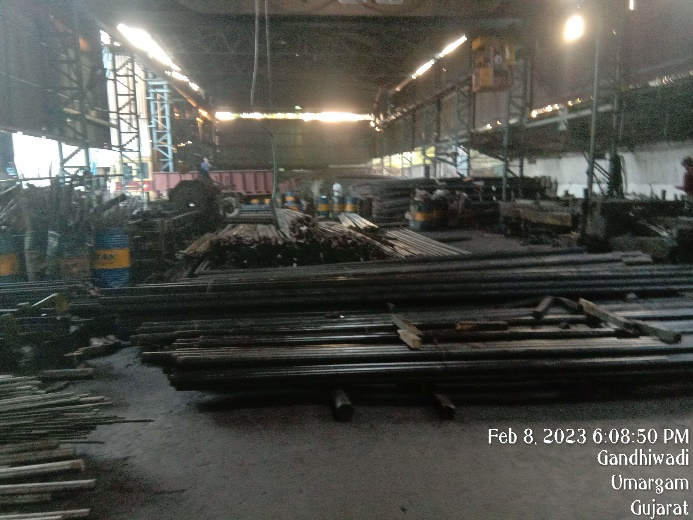 Feb 8, 2023 6:08:50 PM
Gandhiwadi
Umargam
Gujarat